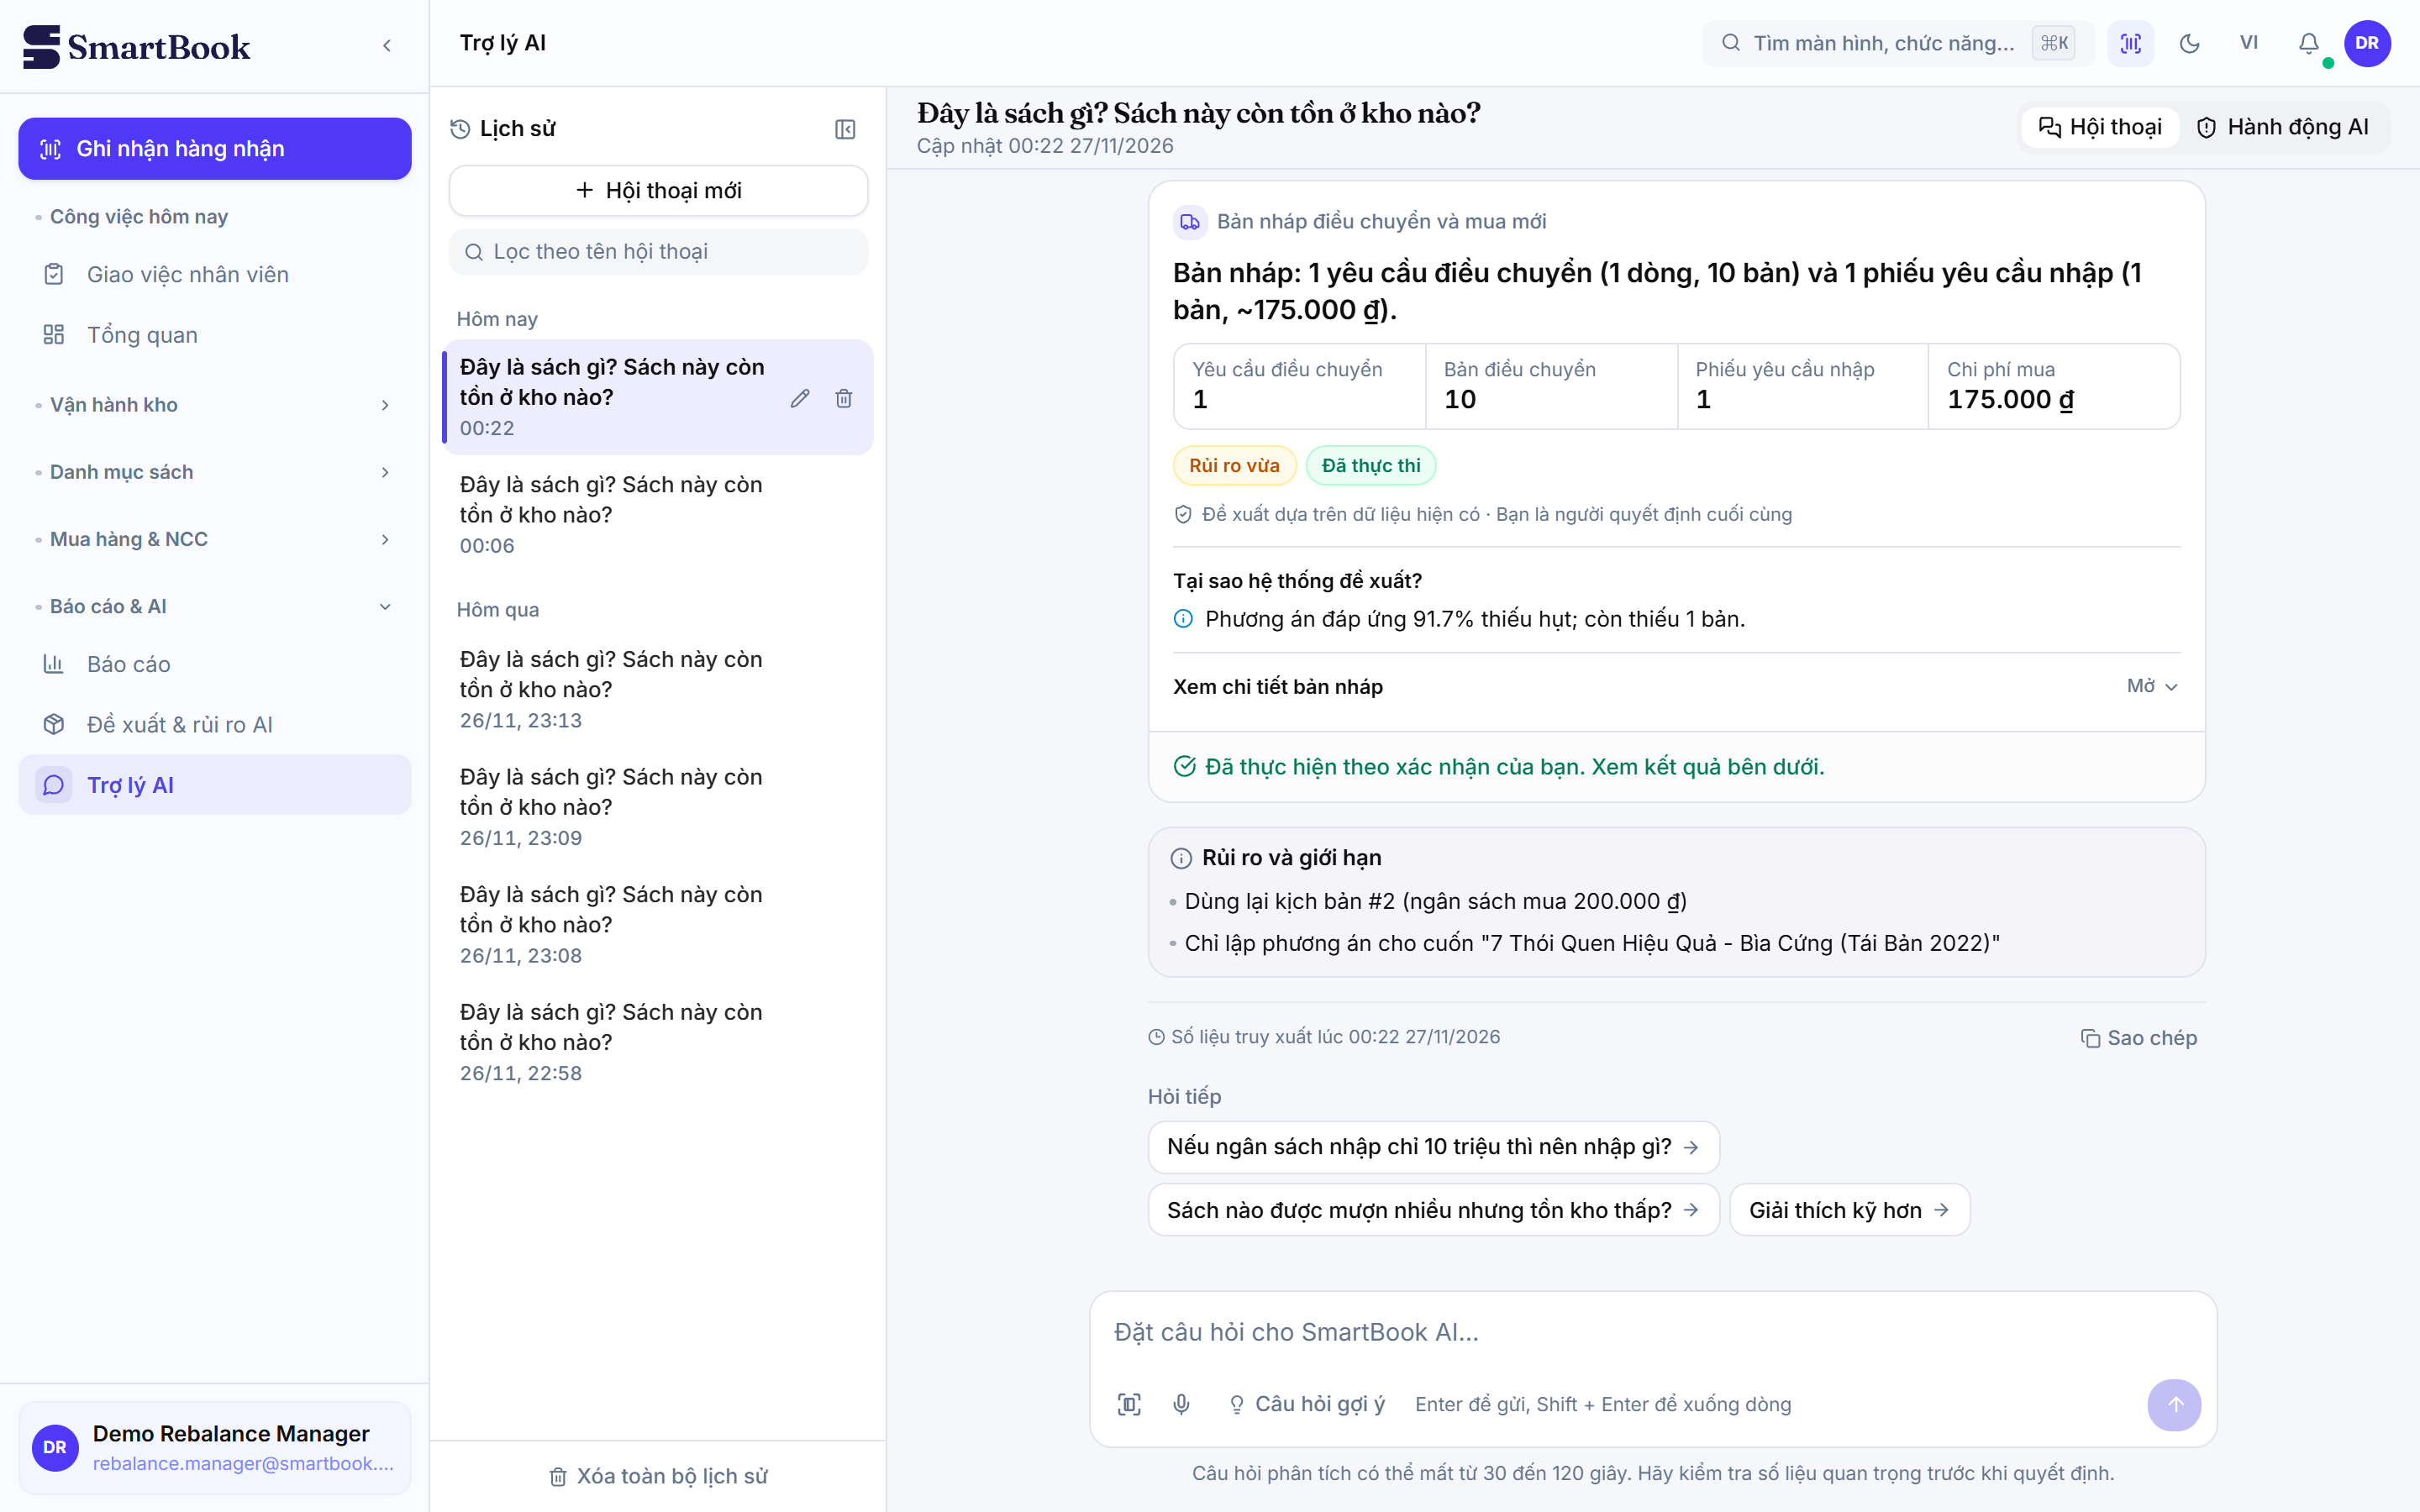 SmartBook
Ghi nhận hàng nhận
Công việc hôm nay
Giao việc nhân viên
Tổng quan
Vận hành kho
Danh mục sách
Mua hàng & NCC
Báo cáo & AI
Báo cáo
Đề xuất & rủi ro AI
Trợ lý AI
DR
Demo Rebalance Manager
rebalance.manager@smartbook....
Trợ lý AI
Tìm màn hình, chức năng...
⌘K
VI
DR
Lịch sử
Hội thoại mới
Lọc theo tên hội thoại
Hôm nay
Đây là sách gì? Sách này còn
tồn ở kho nào?
00:22
Đây là sách gì? Sách này còn
tồn ở kho nào?
00:06
Hôm qua
Đây là sách gì? Sách này còn
tồn ở kho nào?
26/11, 23:13
Đây là sách gì? Sách này còn
tồn ở kho nào?
26/11, 23:09
Đây là sách gì? Sách này còn
tồn ở kho nào?
26/11, 23:08
Đây là sách gì? Sách này còn
tồn ở kho nào?
26/11, 22:58
Xóa toàn bộ lịch sử
Đây là sách gì? Sách này còn tồn ở kho nào?
Cập nhật 00:22 27/11/2026
Hội thoại
Hành động AI
Bản nháp điều chuyển và mua mới
Bản nháp: 1 yêu cầu điều chuyển (1 dòng, 10 bản) và 1 phiếu yêu cầu nhập (1
bản, ~175.000 ₫).
Yêu cầu điều chuyển
1
Bản điều chuyển
10
Phiếu yêu cầu nhập
1
Chi phí mua
175.000 ₫
Rủi ro vừa
Đã thực thi
Đề xuất dựa trên dữ liệu hiện có · Bạn là người quyết định cuối cùng
Tại sao hệ thống đề xuất?
Phương án đáp ứng 91.7% thiếu hụt; còn thiếu 1 bản.
Xem chi tiết bản nháp
Mở
Đã thực hiện theo xác nhận của bạn. Xem kết quả bên dưới.
Rủi ro và giới hạn
• Dùng lại kịch bản #2 (ngân sách mua 200.000 ₫)
• Chỉ lập phương án cho cuốn "7 Thói Quen Hiệu Quả - Bìa Cứng (Tái Bản 2022)"
Số liệu truy xuất lúc 00:22 27/11/2026
Sao chép
Hỏi tiếp
Nếu ngân sách nhập chỉ 10 triệu thì nên nhập gì? →
Sách nào được mượn nhiều nhưng tồn kho thấp? →
Giải thích kỹ hơn →
Đặt câu hỏi cho SmartBook AI...
Câu hỏi gợi ý
Enter để gửi, Shift + Enter để xuống dòng
Câu hỏi phân tích có thể mất từ 30 đến 120 giây. Hãy kiểm tra số liệu quan trọng trước khi quyết định.